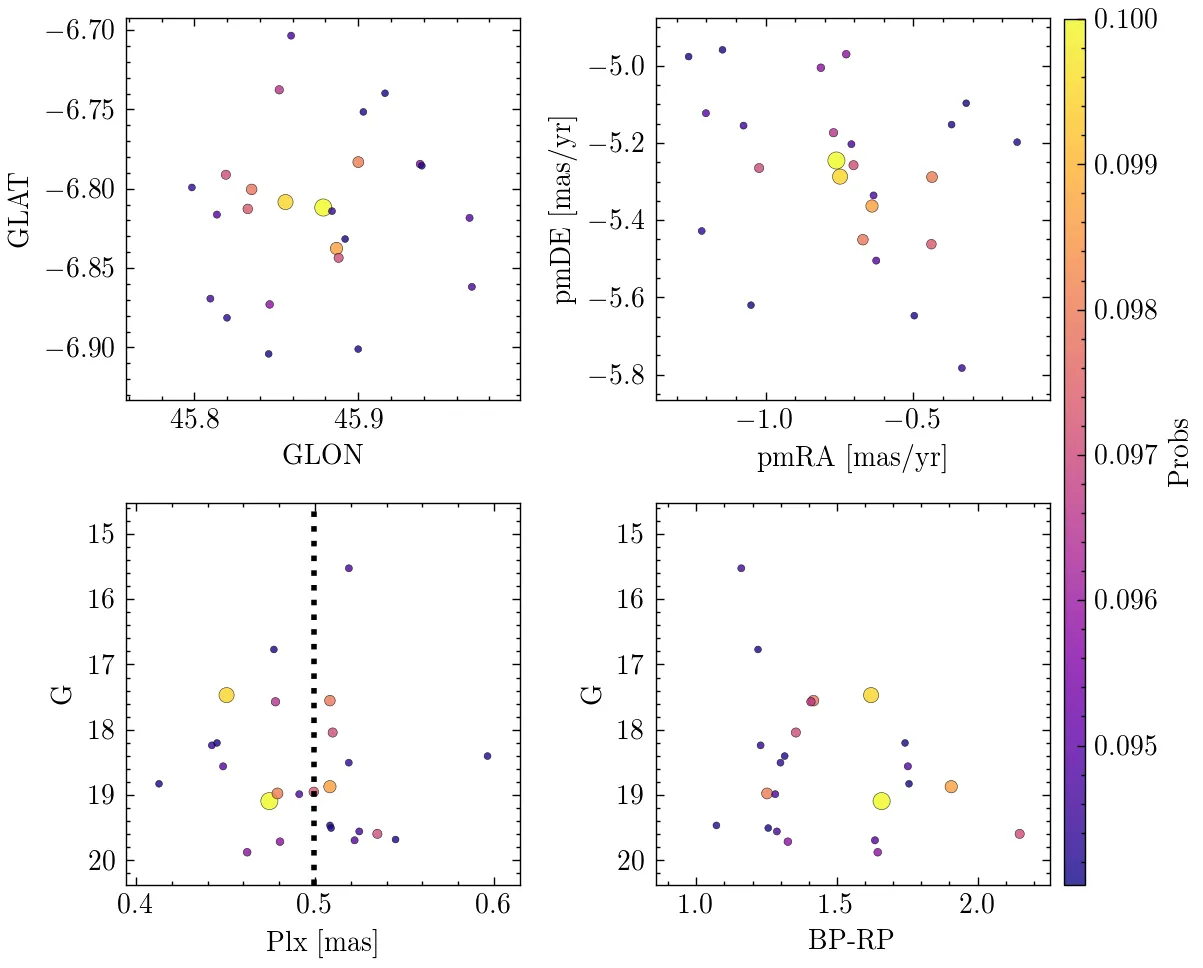 −6.70
−6.75
−6.80
−6.85
−6.90
GLAT
45.8 45.9
GLON
−5.0
−5.2
−5.4
−5.6
−5.8
pmDE [mas/yr]
−1.0 −0.5
pmRA [mas/yr]
15
16
17
18
19
20
G
0.4 0.5 0.6
Plx [mas]
15
16
17
18
19
20
G
1.0 1.5 2.0
BP-RP
0.100
0.099
0.098
0.097
0.096
0.095
Probs